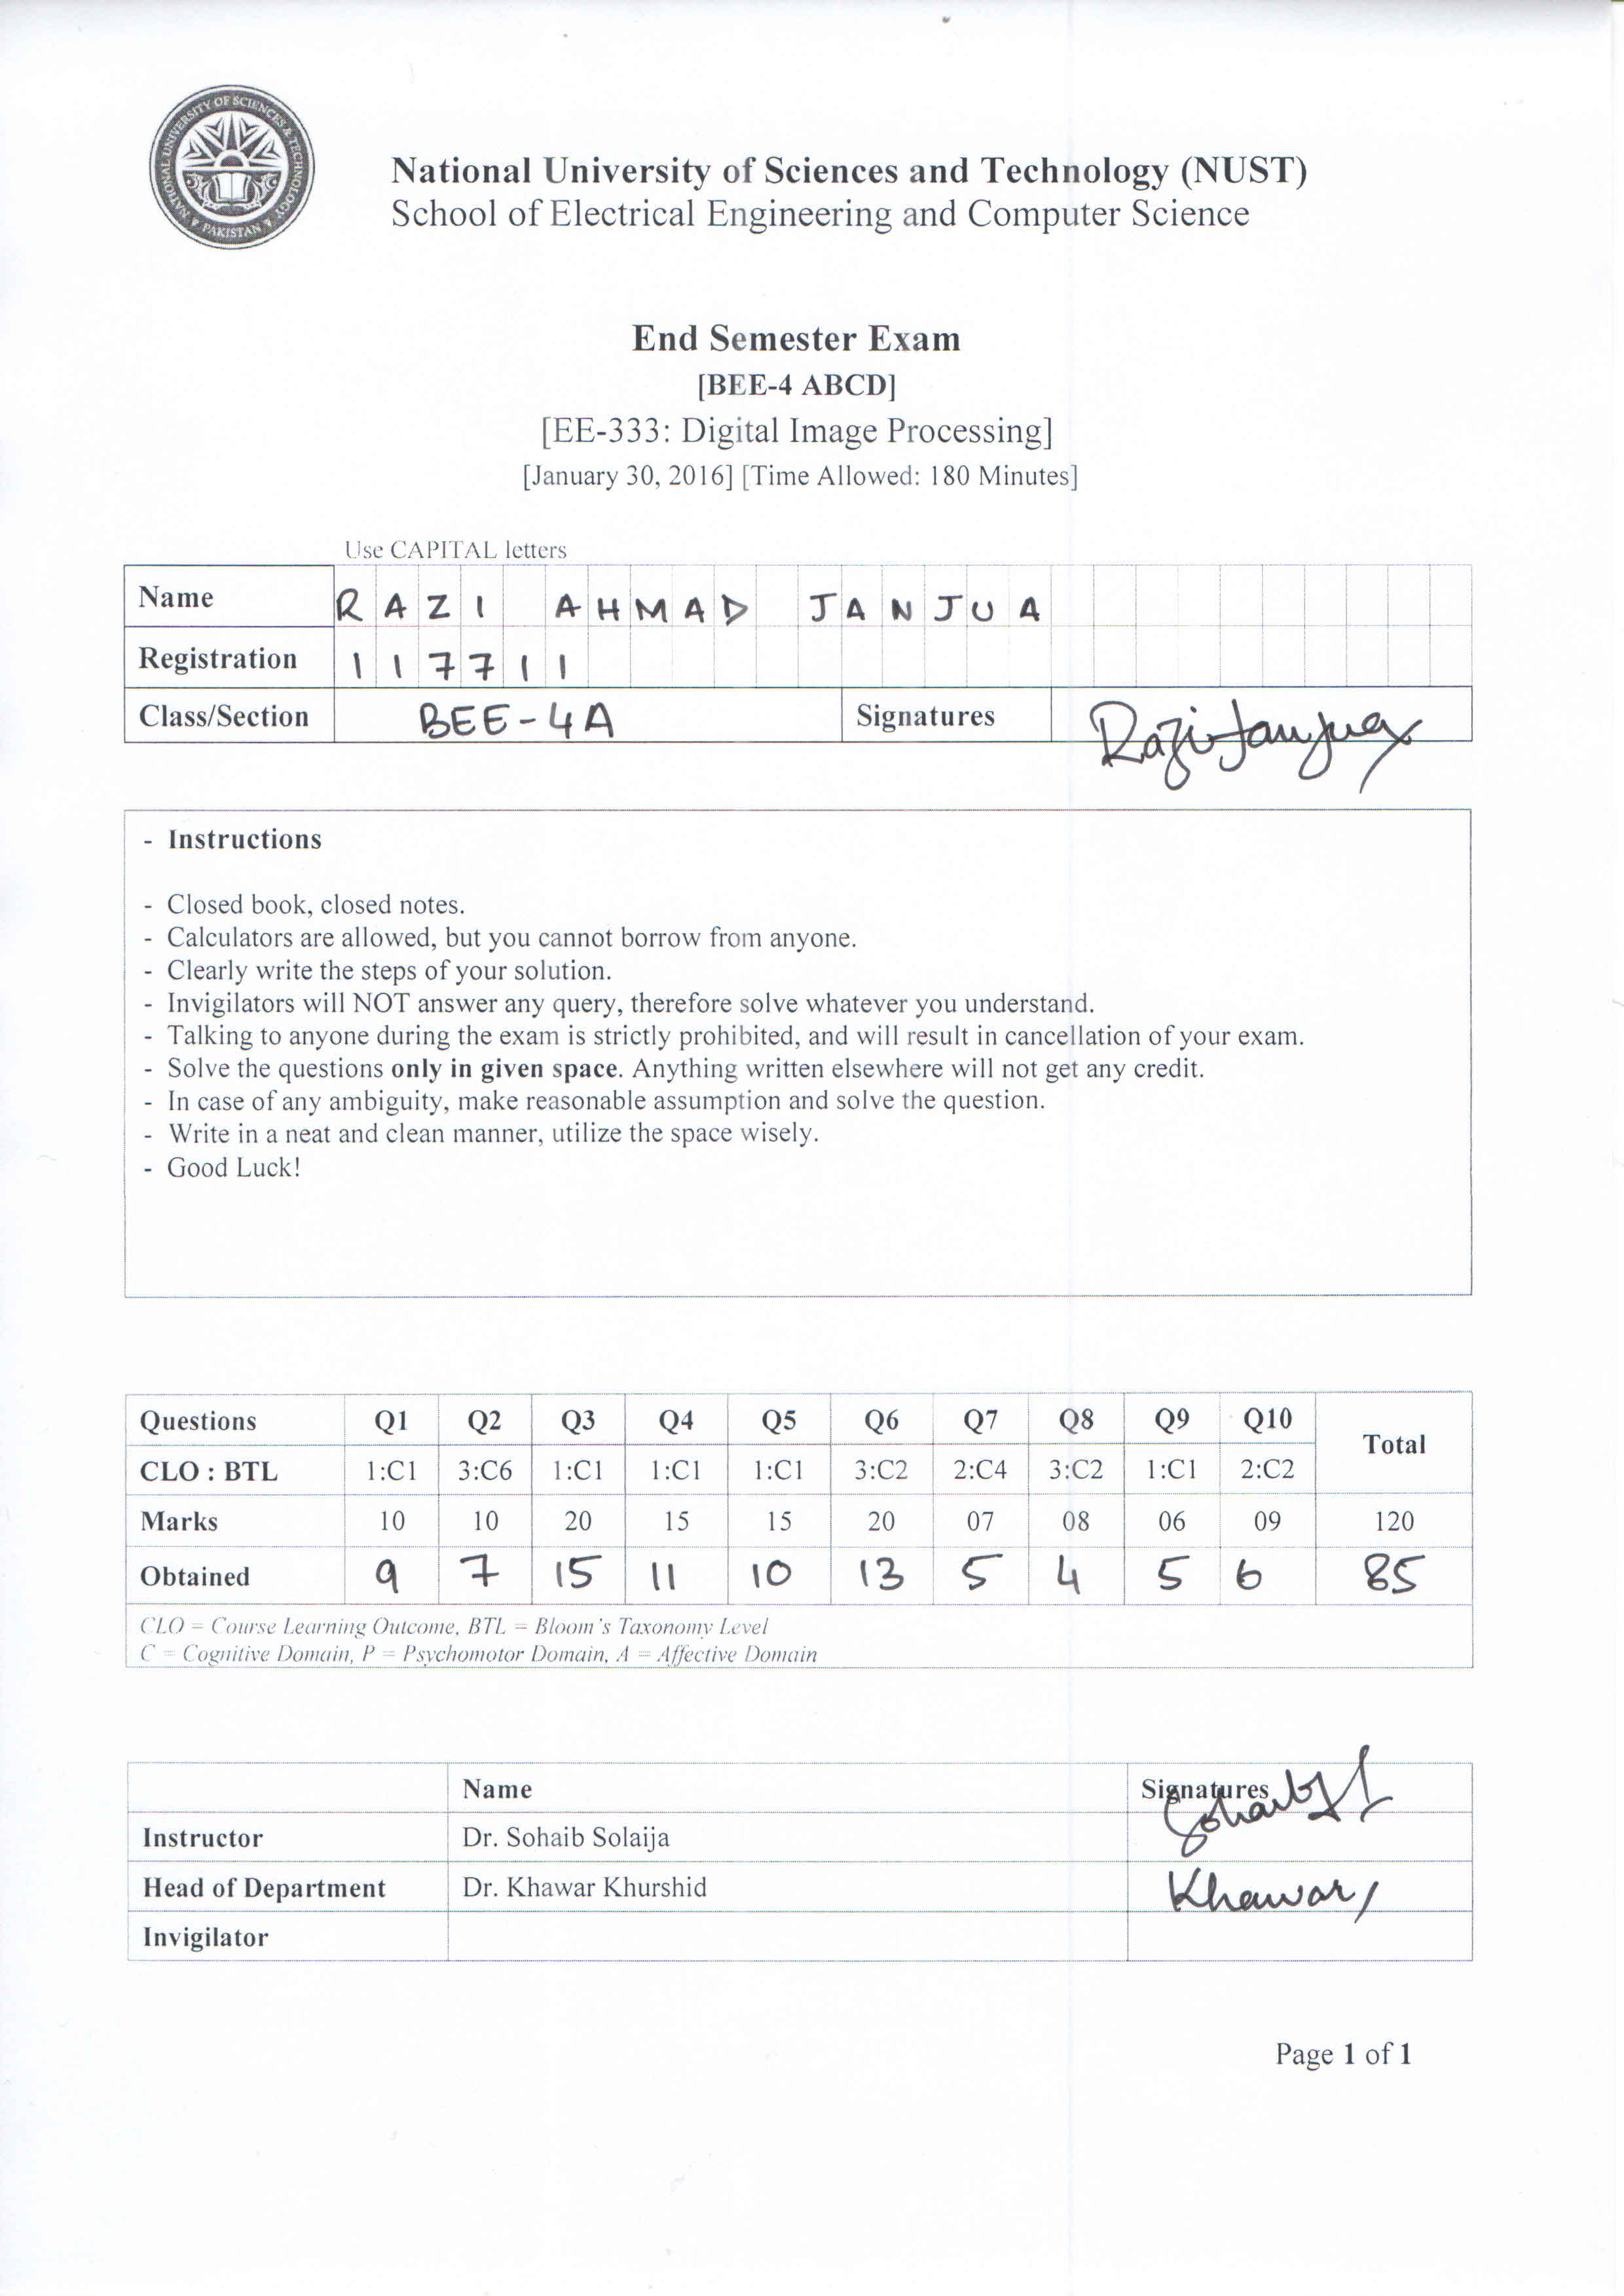 NATIONAL UNIVERSITY OF SCIENCES & TECHNOLOGY
PAKISTAN
National University of Sciences and Technology (NUST)
School of Electrical Engineering and Computer Science
End Semester Exam
[BEE-4 ABCD]
[EE-333: Digital Image Processing]
[January 30, 2016] [Time Allowed: 180 Minutes]
Use CAPITAL letters
Name RAZI AHMAD JANJUA
Registration 117711
Class/Section BEE-4A Signatures Razi Janjua
- Instructions
- Closed book, closed notes.
- Calculators are allowed, but you cannot borrow from anyone.
- Clearly write the steps of your solution.
- Invigilators will NOT answer any query, therefore solve whatever you understand.
- Talking to anyone during the exam is strictly prohibited, and will result in cancellation of your exam.
- Solve the questions only in given space. Anything written elsewhere will not get any credit.
- In case of any ambiguity, make reasonable assumption and solve the question.
- Write in a neat and clean manner, utilize the space wisely.
- Good Luck!
Questions Q1 Q2 Q3 Q4 Q5 Q6 Q7 Q8 Q9 Q10 Total
CLO : BTL 1:C1 3:C6 1:C1 1:C1 1:C1 3:C2 2:C4 3:C2 1:C1 2:C2
Marks 10 10 20 15 15 20 07 08 06 09 120
Obtained 9 7 15 11 10 13 5 4 5 6 85
CLO = Course Learning Outcome, BTL = Bloom's Taxonomy Level
C = Cognitive Domain, P = Psychomotor Domain, A = Affective Domain
Name Signatures
Instructor Dr. Sohaib Solaija Sohaib
Head of Department Dr. Khawar Khurshid Khawar
Invigilator
Page 1 of 1